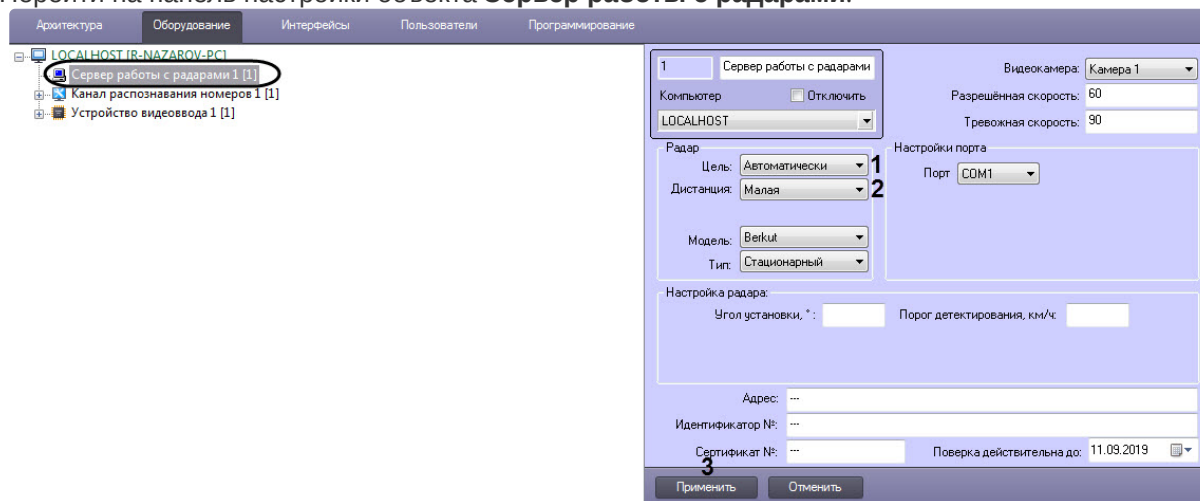 Перейти на панель настройки объекта Сервер работы с радарами.
Архитектура Оборудование Интерфейсы Пользователи Программирование
LOCALHOST [R-NAZAROV-PC]
Сервер работы с радарами 1 [1]
Канал распознавания номеров 1 [1]
Устройство видеоввода 1 [1]
1 Сервер работы с радарами
Компьютер Отключить
LOCALHOST
Видеокамера: Камера 1
Разрешённая скорость: 60
Тревожная скорость: 90
Радар
Цель: Автоматически 1
Дистанция: Малая 2
Модель: Berkut
Тип: Стационарный
Настройки порта
Порт COM1
Настройка радара:
Угол установки, ° : Порог детектирования, км/ч:
Адрес: ---
Идентификатор №: ---
Сертификат №: --- Поверка действительна до: 11.09.2019
3
Применить Отменить